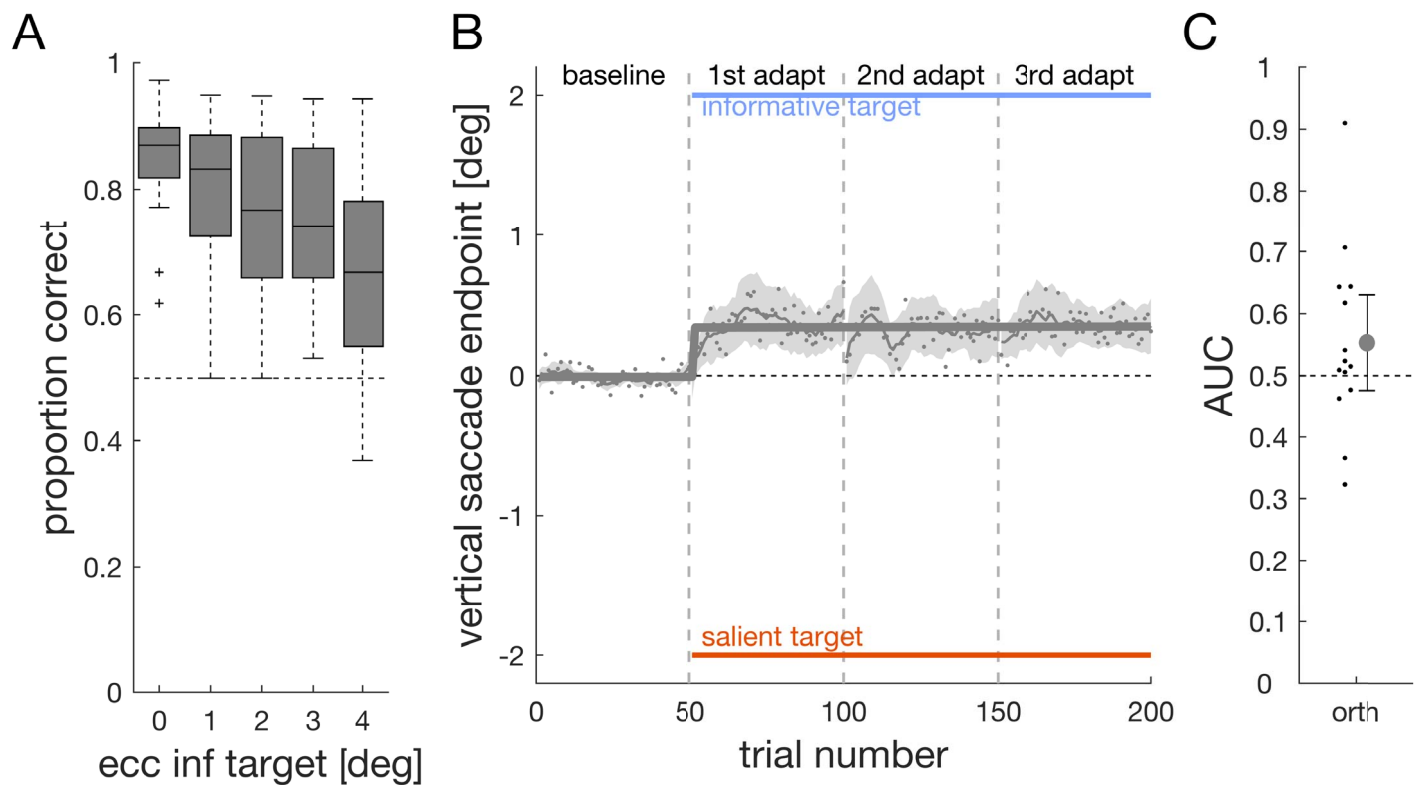 A
1
0.8
0.6
0.4
0.2
0
proportion correct
0 1 2 3 4
ecc inf target [deg]
B
baseline 1st adapt 2nd adapt 3rd adapt
informative target
salient target
2
1
0
-1
-2
vertical saccade endpoint [deg]
0 50 100 150 200
trial number
C
1
0.9
0.8
0.7
0.6
0.5
0.4
0.3
0.2
0.1
0
AUC
orth